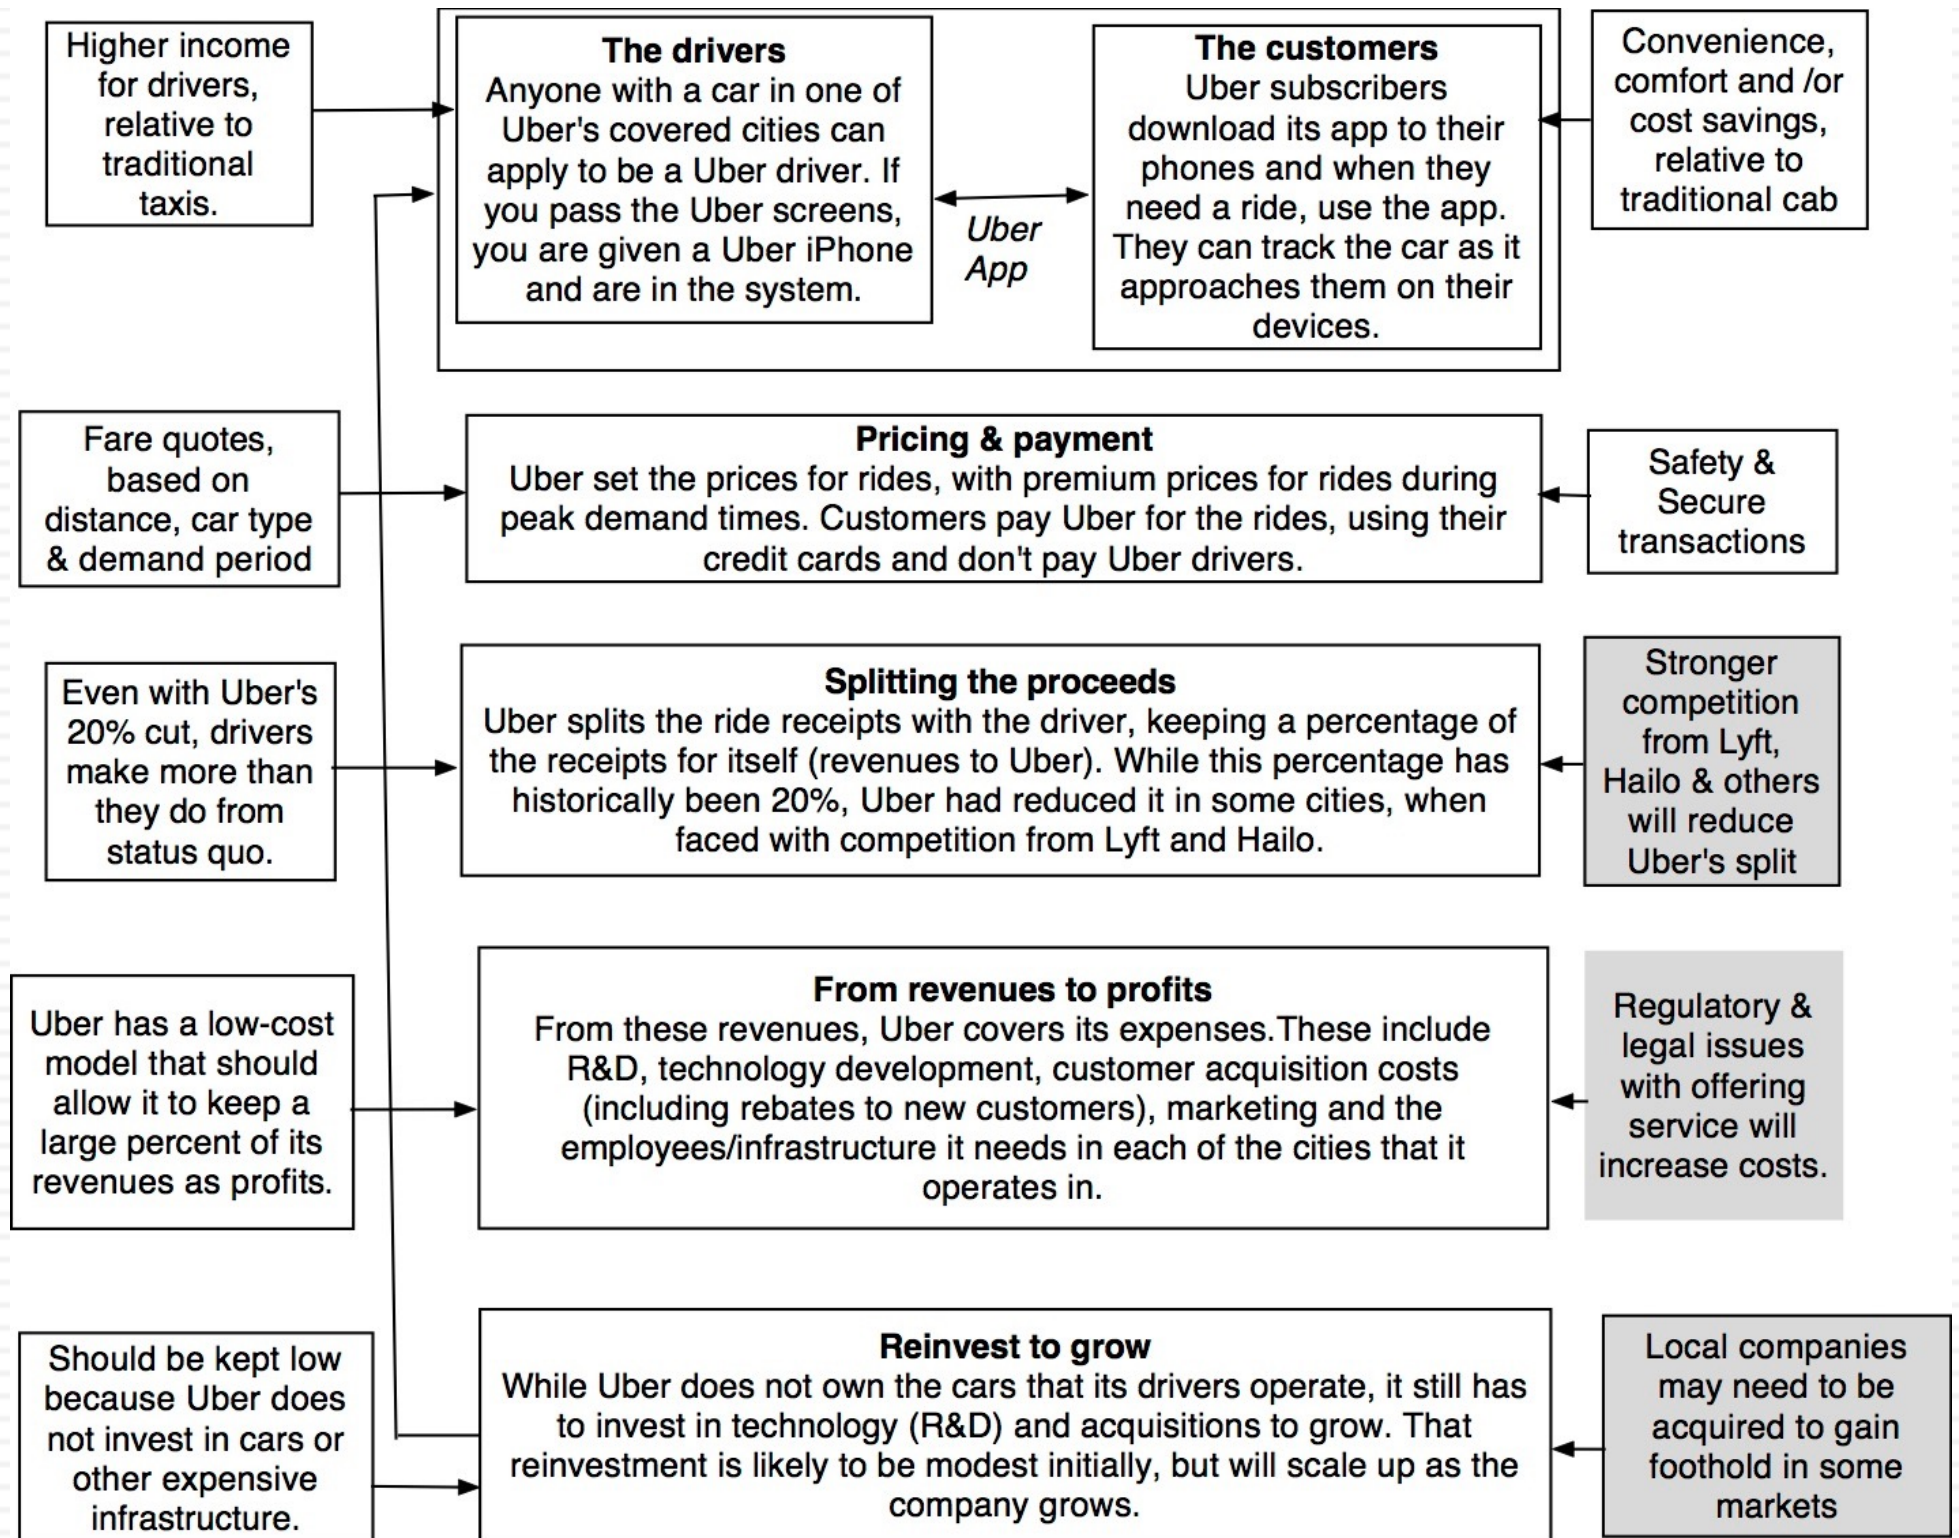 Higher income
for drivers,
relative to
traditional
taxis.
The drivers
Anyone with a car in one of
Uber's covered cities can
apply to be a Uber driver. If
you pass the Uber screens,
you are given a Uber iPhone
and are in the system.
Uber
App
The customers
Uber subscribers
download its app to their
phones and when they
need a ride, use the app.
They can track the car as it
approaches them on their
devices.
Convenience,
comfort and /or
cost savings,
relative to
traditional cab
Fare quotes,
based on
distance, car type
& demand period
Pricing & payment
Uber set the prices for rides, with premium prices for rides during
peak demand times. Customers pay Uber for the rides, using their
credit cards and don't pay Uber drivers.
Safety &
Secure
transactions
Even with Uber's
20% cut, drivers
make more than
they do from
status quo.
Splitting the proceeds
Uber splits the ride receipts with the driver, keeping a percentage of
the receipts for itself (revenues to Uber). While this percentage has
historically been 20%, Uber had reduced it in some cities, when
faced with competition from Lyft and Hailo.
Stronger
competition
from Lyft,
Hailo & others
will reduce
Uber's split
Uber has a low-cost
model that should
allow it to keep a
large percent of its
revenues as profits.
From revenues to profits
From these revenues, Uber covers its expenses.These include
R&D, technology development, customer acquisition costs
(including rebates to new customers), marketing and the
employees/infrastructure it needs in each of the cities that it
operates in.
Regulatory &
legal issues
with offering
service will
increase costs.
Should be kept low
because Uber does
not invest in cars or
other expensive
infrastructure.
Reinvest to grow
While Uber does not own the cars that its drivers operate, it still has
to invest in technology (R&D) and acquisitions to grow. That
reinvestment is likely to be modest initially, but will scale up as the
company grows.
Local companies
may need to be
acquired to gain
foothold in some
markets